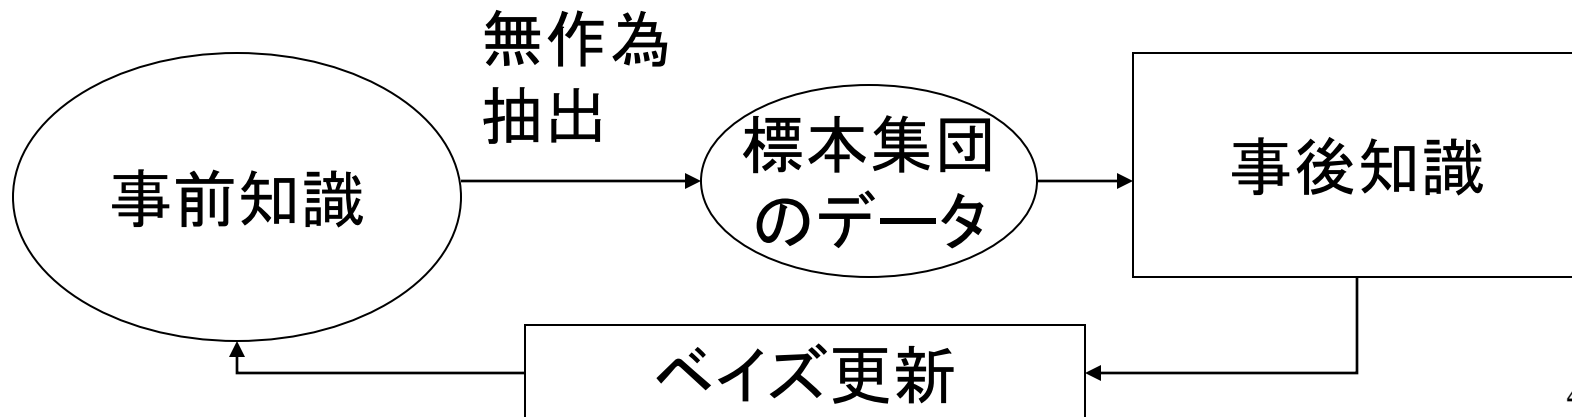 無作為
抽出
事前知識
標本集団
のデータ
事後知識
ベイズ更新